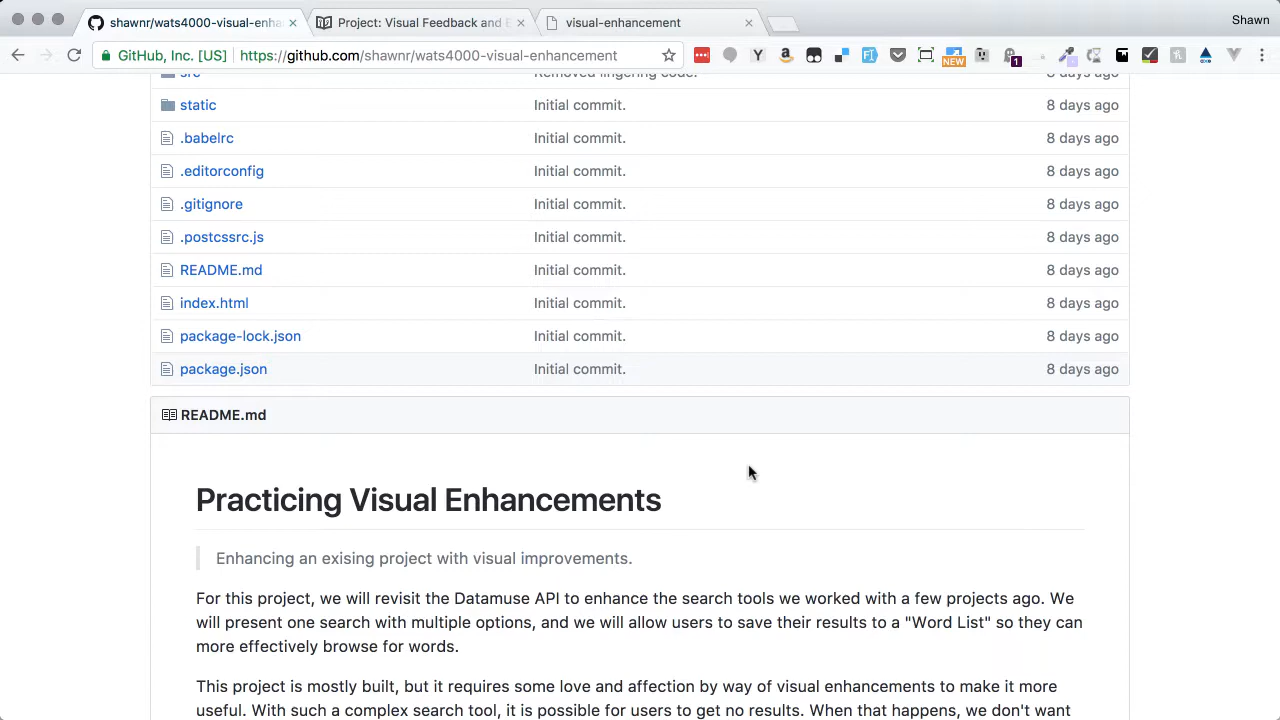 shawnr/wats4000-visual-enha
Project: Visual Feedback and E
visual-enhancement
Shawn
GitHub, Inc. [US]
https://github.com/shawnr/wats4000-visual-enhancement
src Removed lingering code. 8 days ago
static Initial commit. 8 days ago
.babelrc Initial commit. 8 days ago
.editorconfig Initial commit. 8 days ago
.gitignore Initial commit. 8 days ago
.postcssrc.js Initial commit. 8 days ago
README.md Initial commit. 8 days ago
index.html Initial commit. 8 days ago
package-lock.json Initial commit. 8 days ago
package.json Initial commit. 8 days ago
README.md
Practicing Visual Enhancements
Enhancing an exising project with visual improvements.
For this project, we will revisit the Datamuse API to enhance the search tools we worked with a few projects ago. We
will present one search with multiple options, and we will allow users to save their results to a "Word List" so they can
more effectively browse for words.
This project is mostly built, but it requires some love and affection by way of visual enhancements to make it more
useful. With such a complex search tool, it is possible for users to get no results. When that happens, we don't want